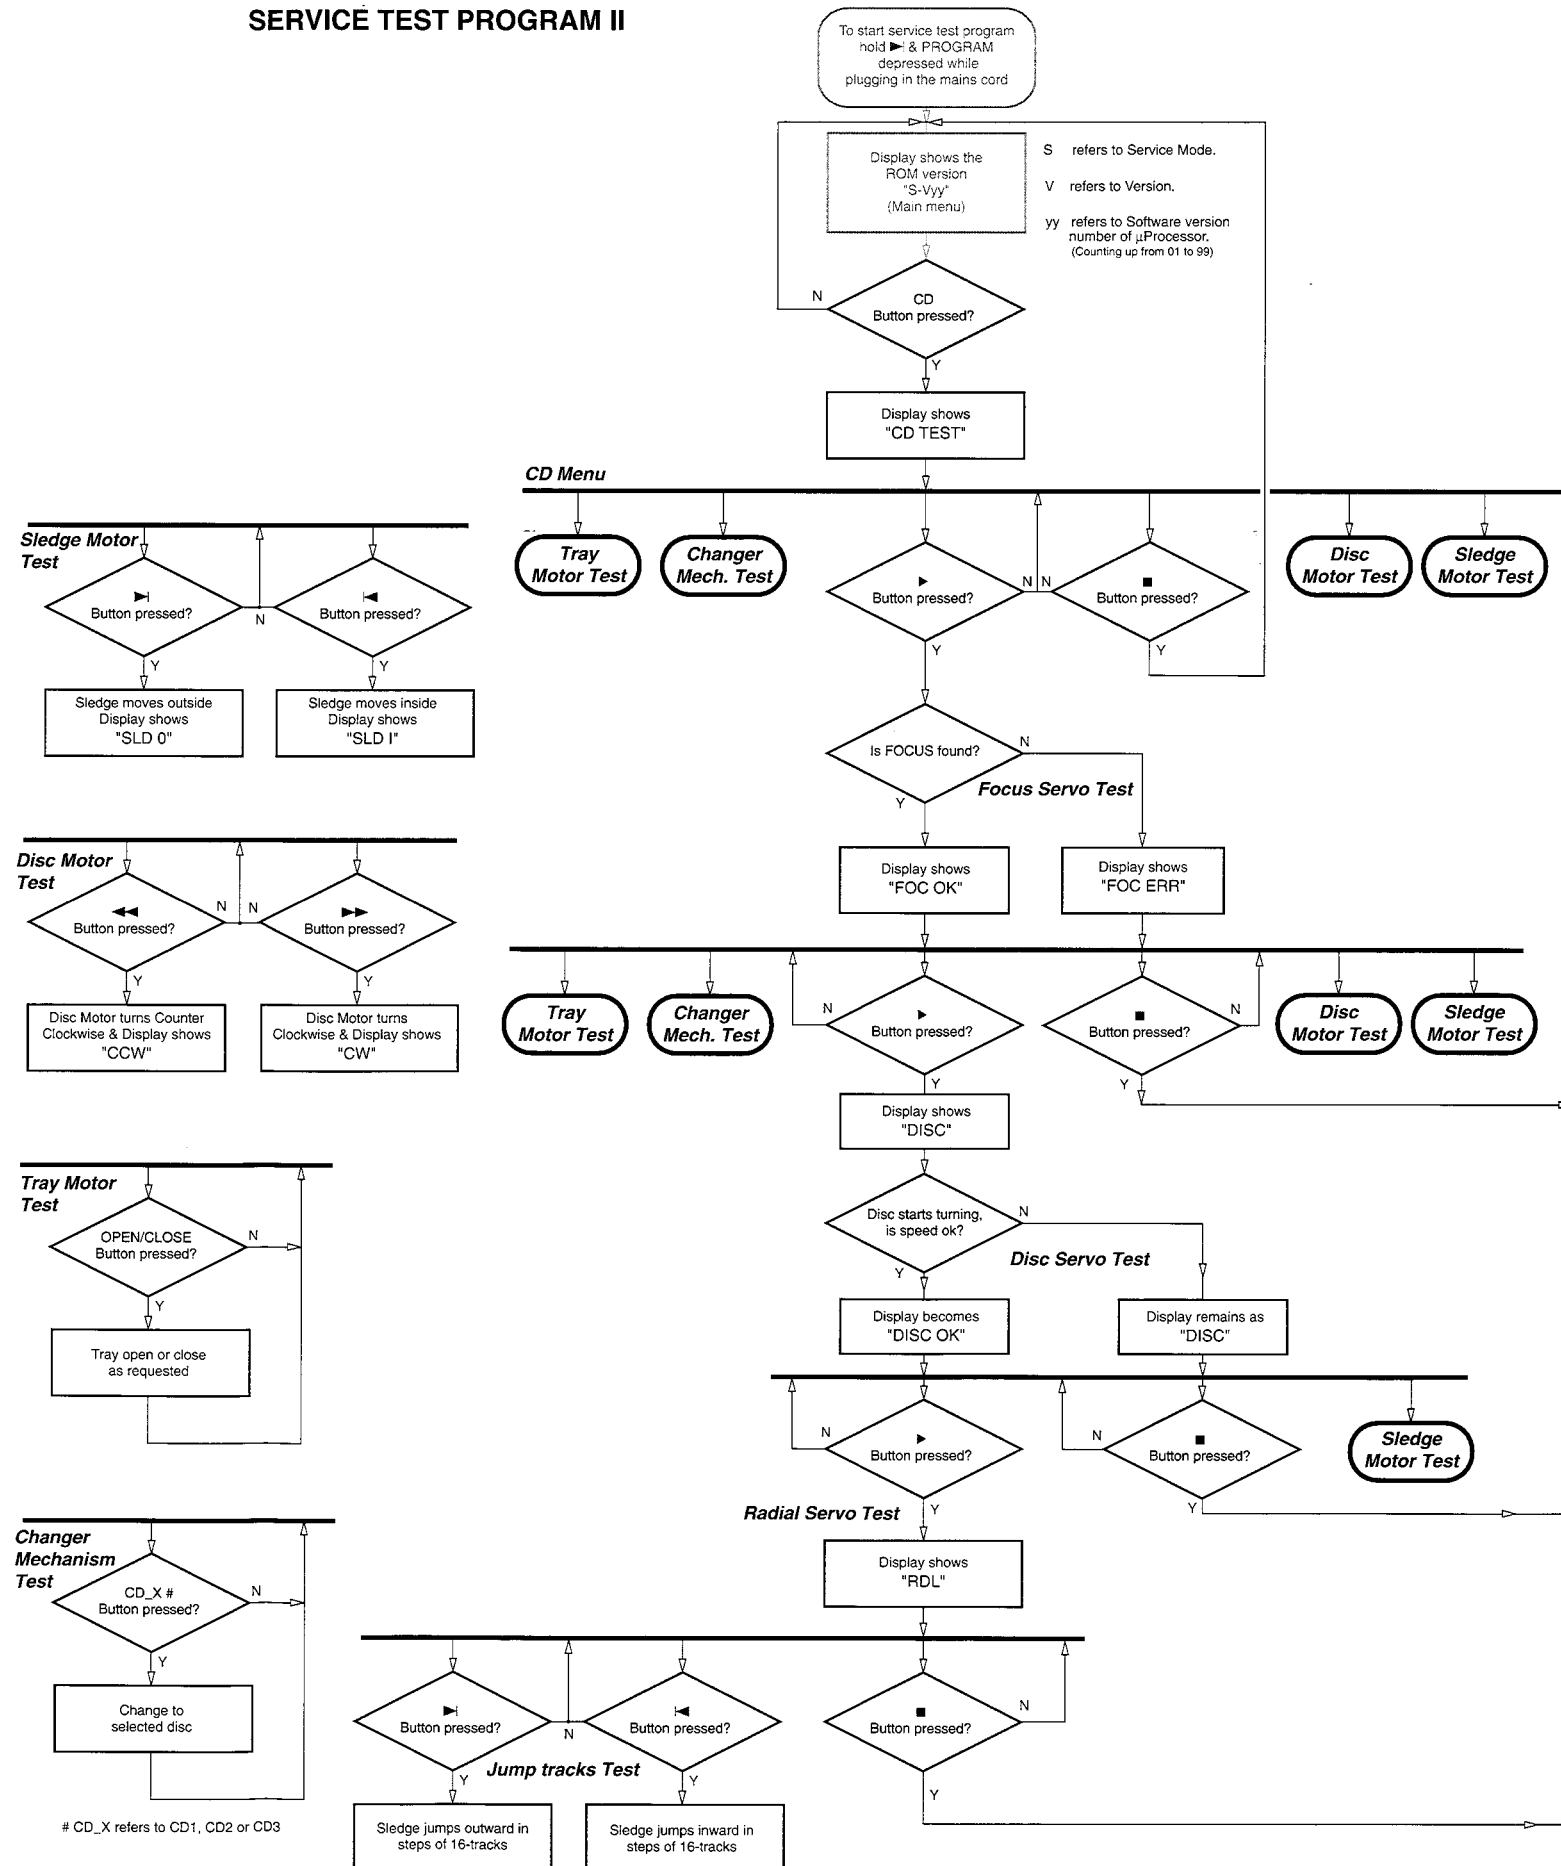 SERVICE TEST PROGRAM II
To start service test program
hold ▶| & PROGRAM
depressed while
plugging in the mains cord
Display shows the
ROM version
"S-Vyy"
(Main menu)
S refers to Service Mode.
V refers to Version.
yy refers to Software version
number of µProcessor.
(Counting up from 01 to 99)
N
CD
Button pressed?
Y
Display shows
"CD TEST"
CD Menu
Tray
Motor Test
Changer
Mech. Test
▶
Button pressed?
N
N
■
Button pressed?
Disc
Motor Test
Sledge
Motor Test
Y
Y
Sledge Motor
Test
▶|
Button pressed?
N
|◀
Button pressed?
Y
Y
Sledge moves outside
Display shows
"SLD 0"
Sledge moves inside
Display shows
"SLD I"
Is FOCUS found?
N
Y
Focus Servo Test
Display shows
"FOC OK"
Display shows
"FOC ERR"
Disc Motor
Test
◀◀
Button pressed?
N
N
▶▶
Button pressed?
Y
Y
Disc Motor turns Counter
Clockwise & Display shows
"CCW"
Disc Motor turns
Clockwise & Display shows
"CW"
Tray
Motor Test
Changer
Mech. Test
N
▶
Button pressed?
■
Button pressed?
N
Disc
Motor Test
Sledge
Motor Test
Y
Y
Display shows
"DISC"
Tray Motor
Test
OPEN/CLOSE
Button pressed?
N
Y
Tray open or close
as requested
Disc starts turning,
is speed ok?
N
Y
Disc Servo Test
Display becomes
"DISC OK"
Display remains as
"DISC"
N
▶
Button pressed?
N
■
Button pressed?
Sledge
Motor Test
Y
Y
Radial Servo Test
Display shows
"RDL"
Changer
Mechanism
Test
CD_X #
Button pressed?
N
Y
Change to
selected disc
# CD_X refers to CD1, CD2 or CD3
▶|
Button pressed?
N
|◀
Button pressed?
■
Button pressed?
N
Y
Jump tracks Test
Y
Y
Sledge jumps outward in
steps of 16-tracks
Sledge jumps inward in
steps of 16-tracks